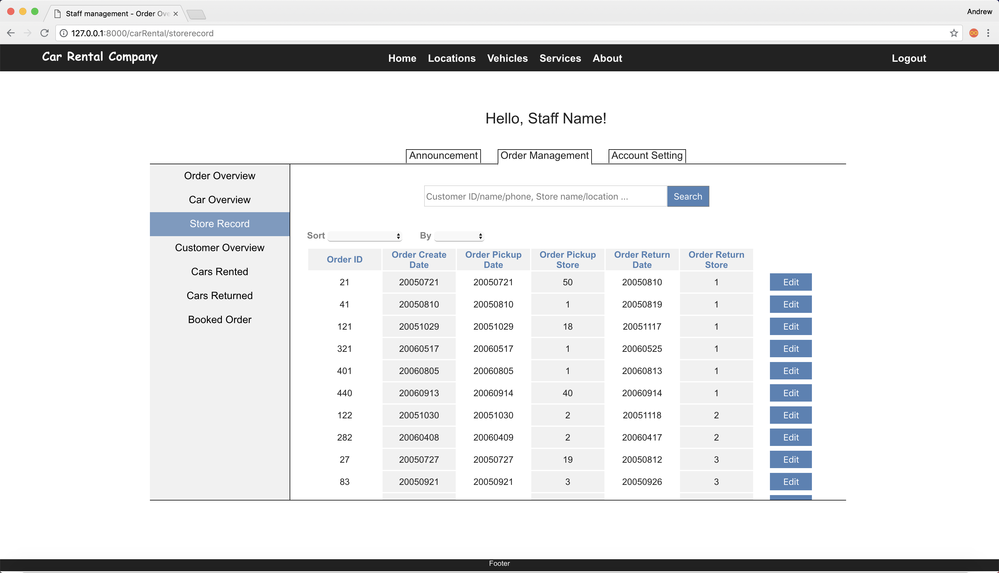 Staff management - Order Ove
Andrew
127.0.0.1:8000/carRental/storerecord
Car Rental Company
Home Locations Vehicles Services About
Logout
Hello, Staff Name!
Announcement Order Management Account Setting
Order Overview
Car Overview
Store Record
Customer Overview
Cars Rented
Cars Returned
Booked Order
Customer ID/name/phone, Store name/location ... Search
Sort By
Order ID Order Create Date Order Pickup Date Order Pickup Store Order Return Date Order Return Store
21 20050721 20050721 50 20050810 1 Edit
41 20050810 20050810 1 20050819 1 Edit
121 20051029 20051029 18 20051117 1 Edit
321 20060517 20060517 1 20060525 1 Edit
401 20060805 20060805 1 20060813 1 Edit
440 20060913 20060914 40 20060914 1 Edit
122 20051030 20051030 2 20051118 2 Edit
282 20060408 20060409 2 20060417 2 Edit
27 20050727 20050727 19 20050812 3 Edit
83 20050921 20050921 3 20050926 3 Edit
Footer